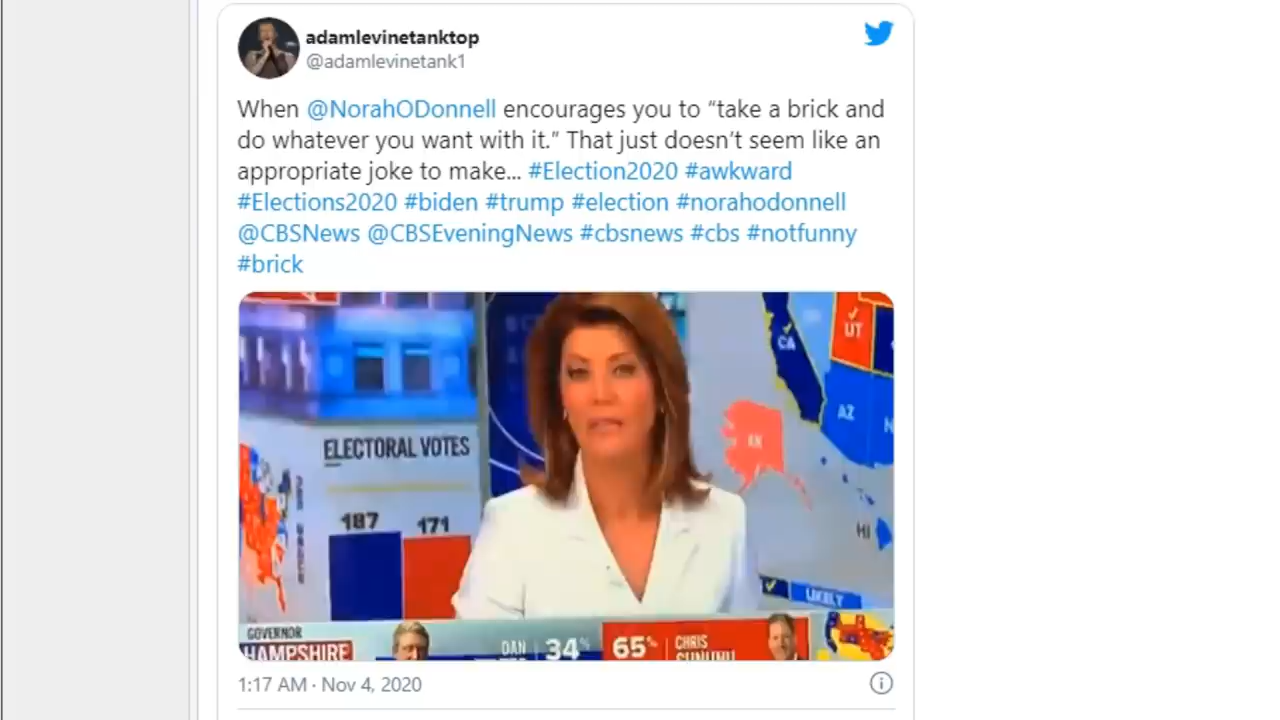 adamlevinetanktop
@adamlevinetank1
When @NorahODonnell encourages you to “take a brick and
do whatever you want with it.” That just doesn’t seem like an
appropriate joke to make... #Election2020 #awkward
#Elections2020 #biden #trump #election #norahodonnell
@CBSNews @CBSEveningNews #cbsnews #cbs #notfunny
#brick
CA
UT
AZ
N
AK
HI
ELECTORAL VOTES
187 171
LIKELY
GOVERNOR
HAMPSHIRE
DAN 34% 65% CHRIS
SUNUNU
1:17 AM · Nov 4, 2020